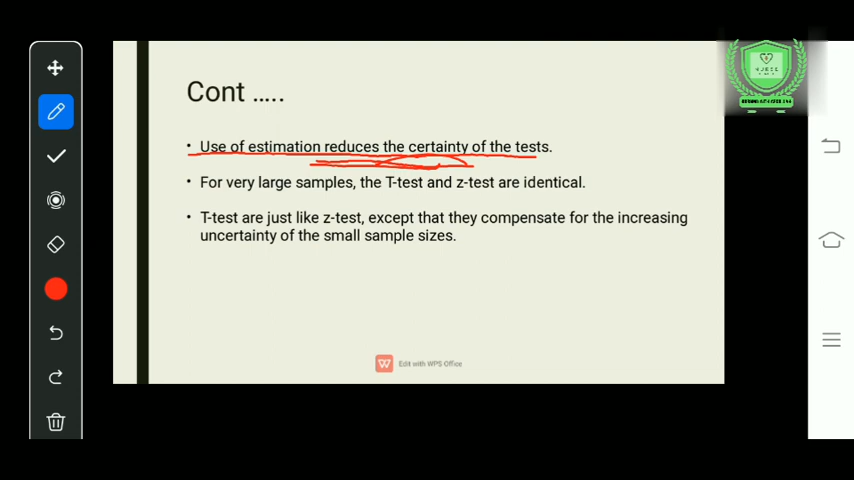 Cont …..
• Use of estimation reduces the certainty of the tests.
• For very large samples, the T-test and z-test are identical.
• T-test are just like z-test, except that they compensate for the increasing
uncertainty of the small sample sizes.
Edit with WPS Office